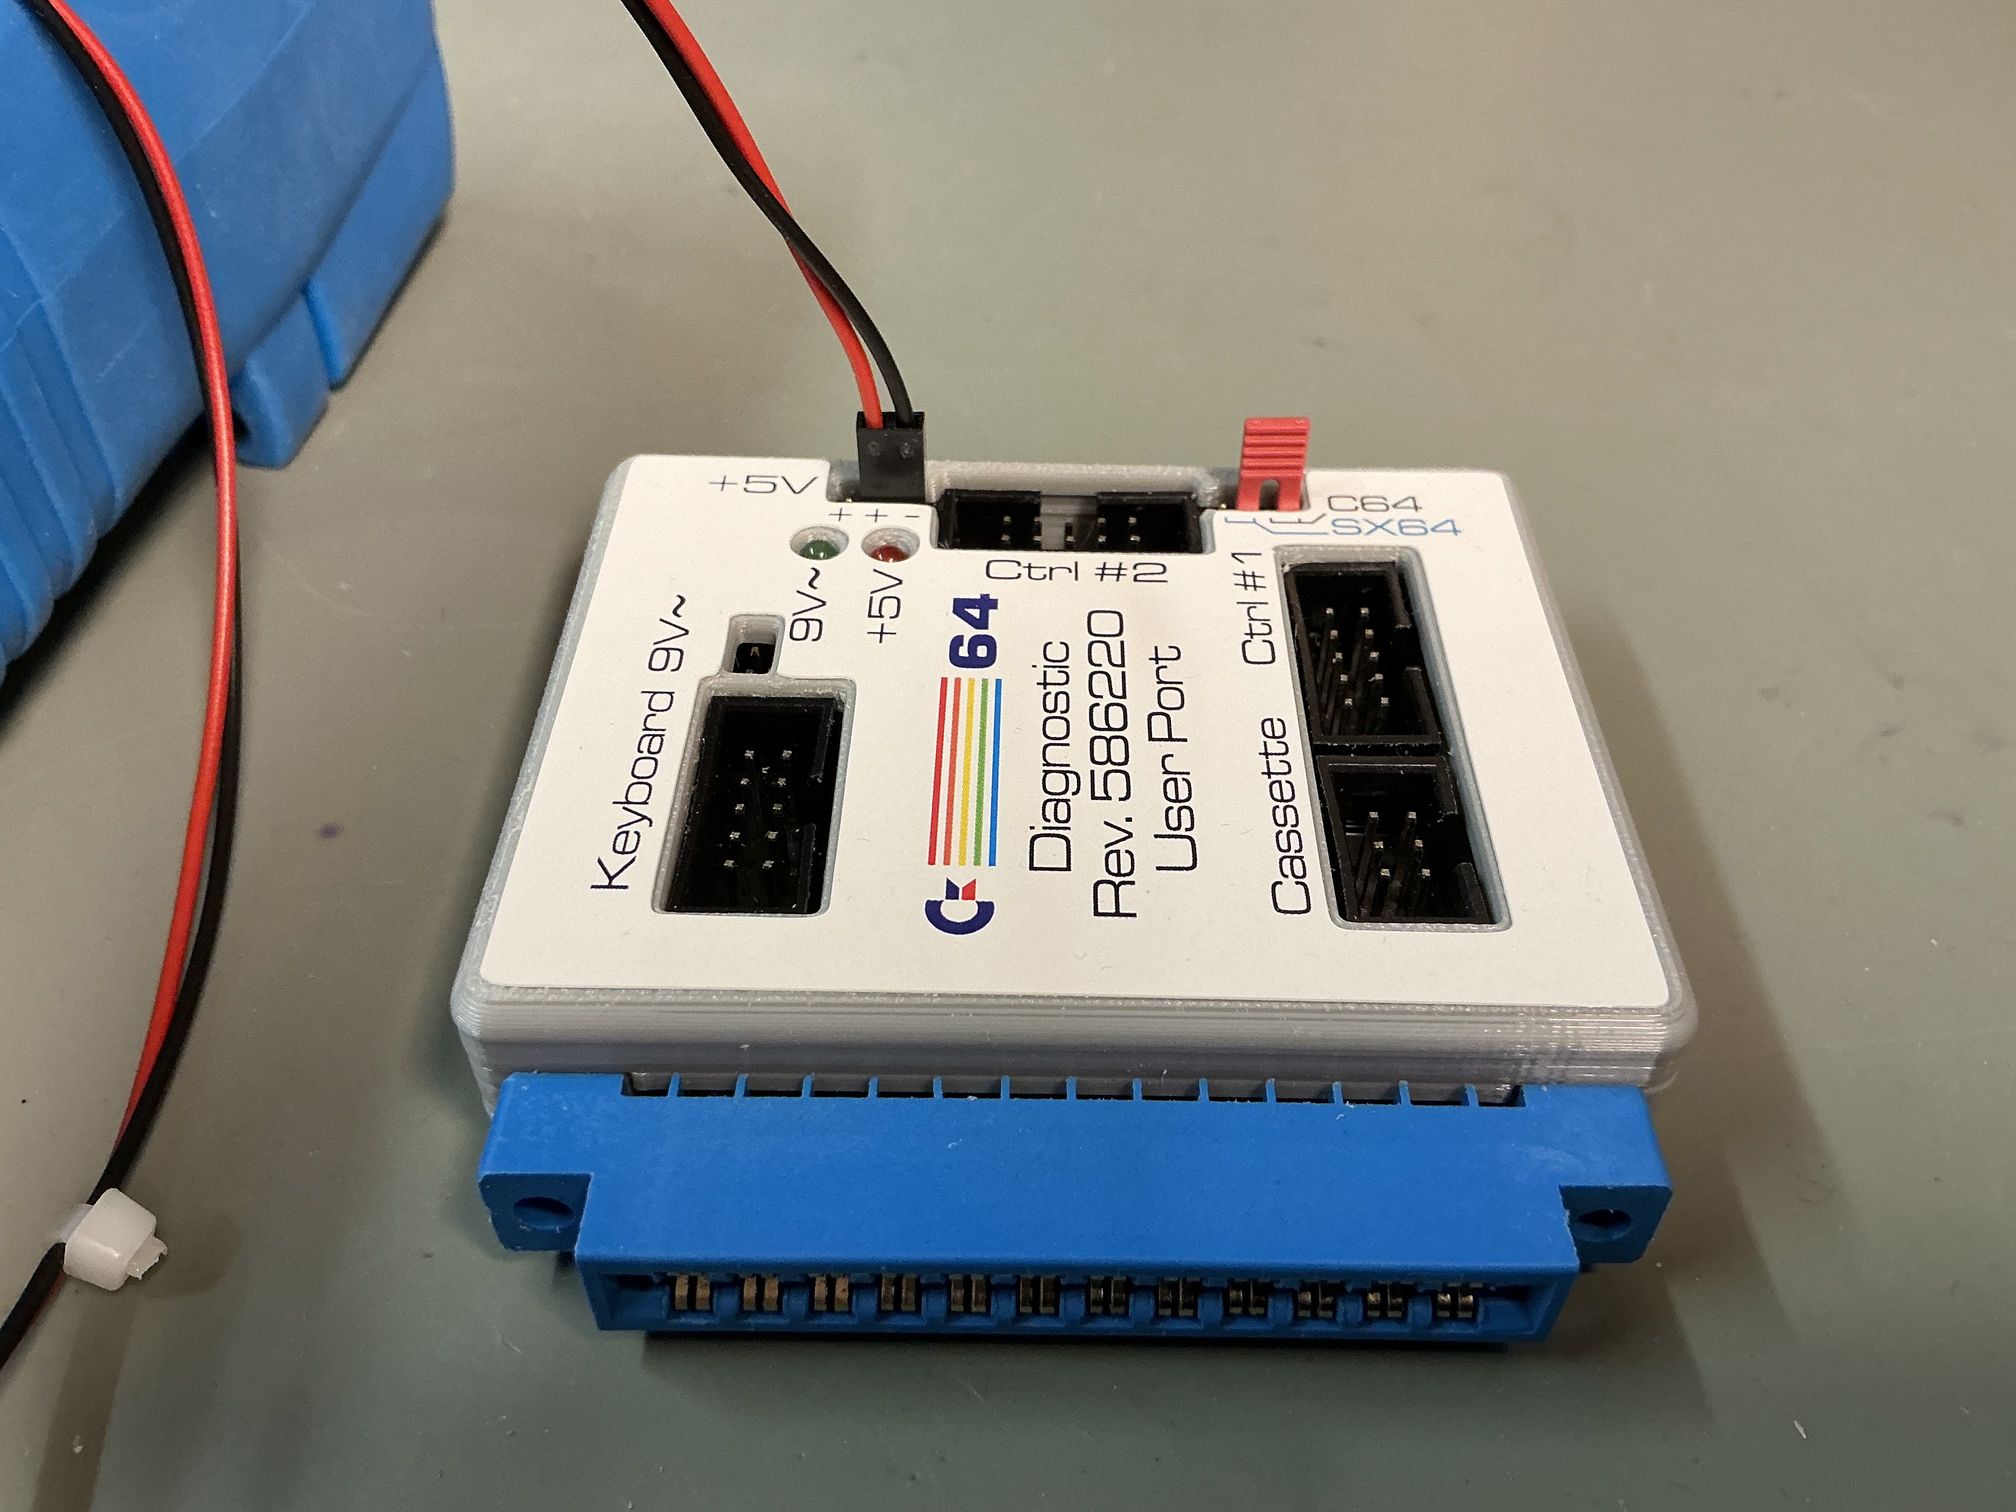 +5V
+ + -
C64
SX64
Ctrl #2
9V~
+5V
Keyboard 9V~
64
Diagnostic
Rev. 586220
User Port
Cassette Ctrl #1